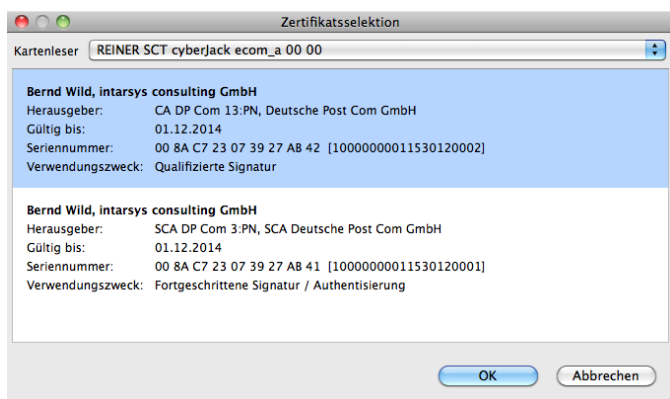 Zertifikatsselektion
Kartenleser REINER SCT cyberJack ecom_a 00 00
Bernd Wild, intarsys consulting GmbH
Herausgeber: CA DP Com 13:PN, Deutsche Post Com GmbH
Gültig bis: 01.12.2014
Seriennummer: 00 8A C7 23 07 39 27 AB 42 [10000000011530120002]
Verwendungszweck: Qualifizierte Signatur
Bernd Wild, intarsys consulting GmbH
Herausgeber: SCA DP Com 3:PN, SCA Deutsche Post Com GmbH
Gültig bis: 01.12.2014
Seriennummer: 00 8A C7 23 07 39 27 AB 41 [10000000011530120001]
Verwendungszweck: Fortgeschrittene Signatur / Authentisierung
OK Abbrechen